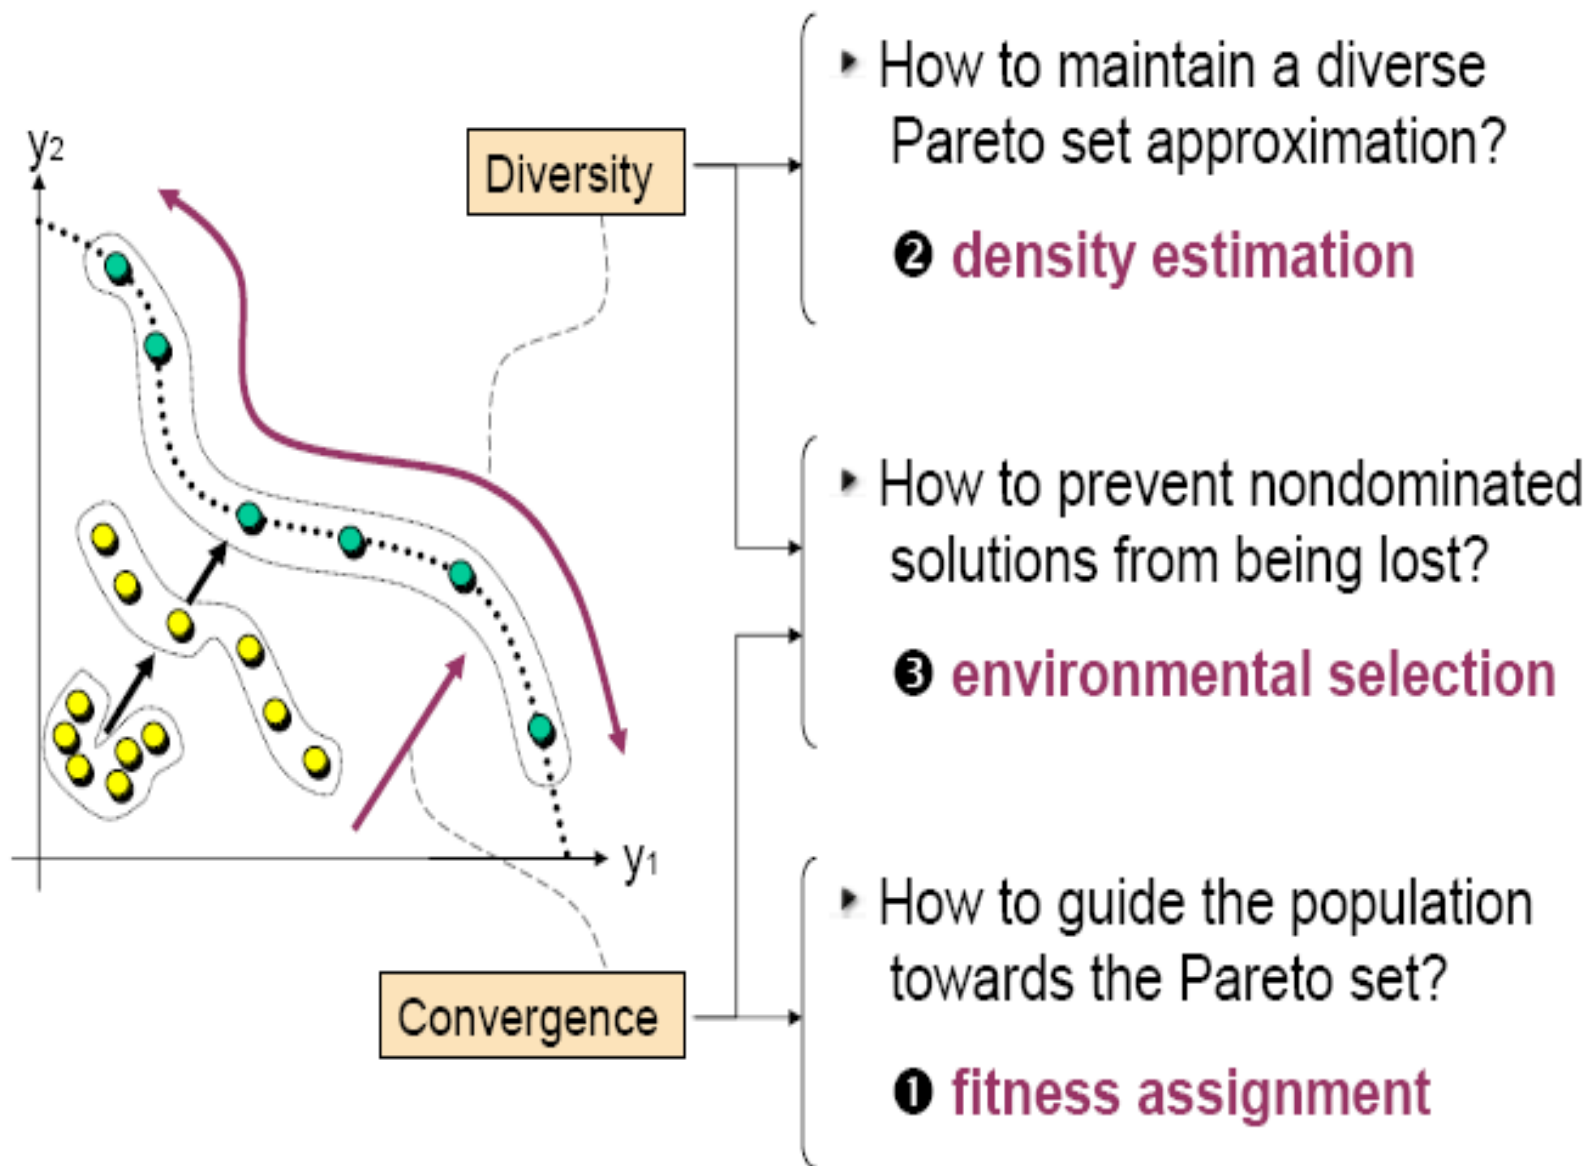 How to maintain a diverse
Pareto set approximation?
❷ density estimation
y2
Diversity
How to prevent nondominated
solutions from being lost?
❸ environmental selection
y1
How to guide the population
towards the Pareto set?
Convergence
❶ fitness assignment